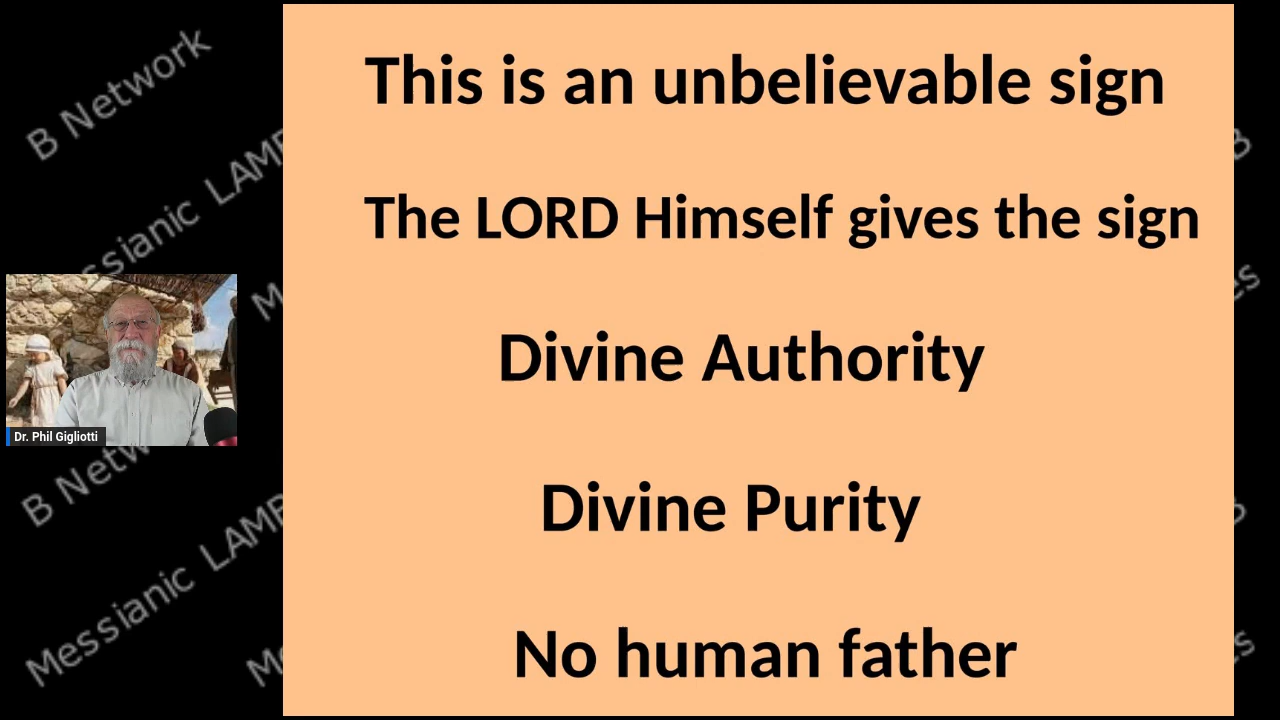 This is an unbelievable sign
The LORD Himself gives the sign
Divine Authority
Divine Purity
No human father
Dr. Phil Gigliotti
B Network
Messianic LAMB
B Netw
Messianic LAMB